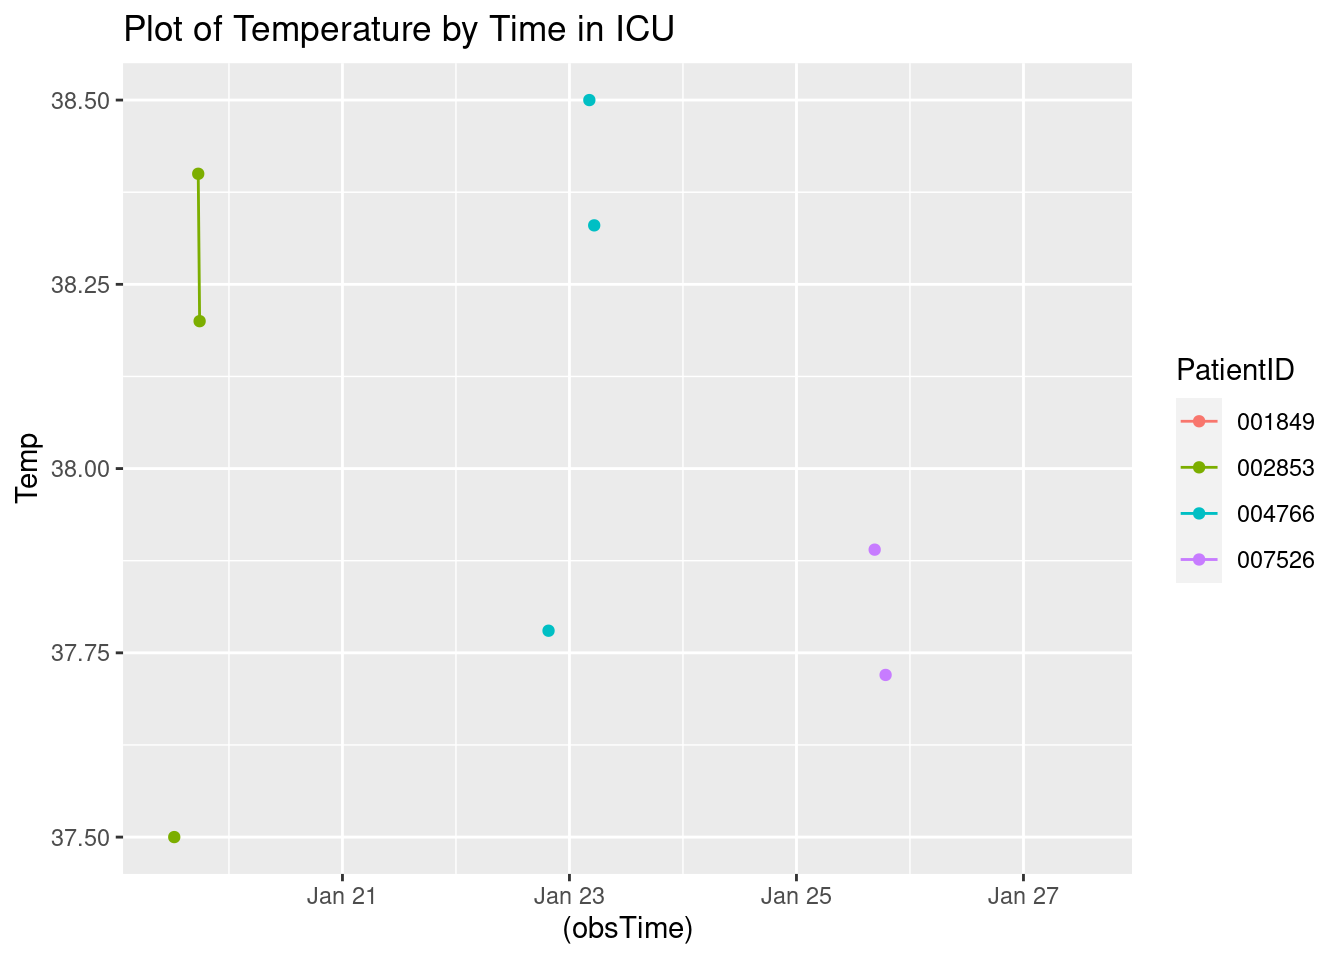 Plot of Temperature by Time in ICU
38.50
38.25
38.00
37.75
37.50
Temp
Jan 21 Jan 23 Jan 25 Jan 27
(obsTime)
PatientID
001849
002853
004766
007526